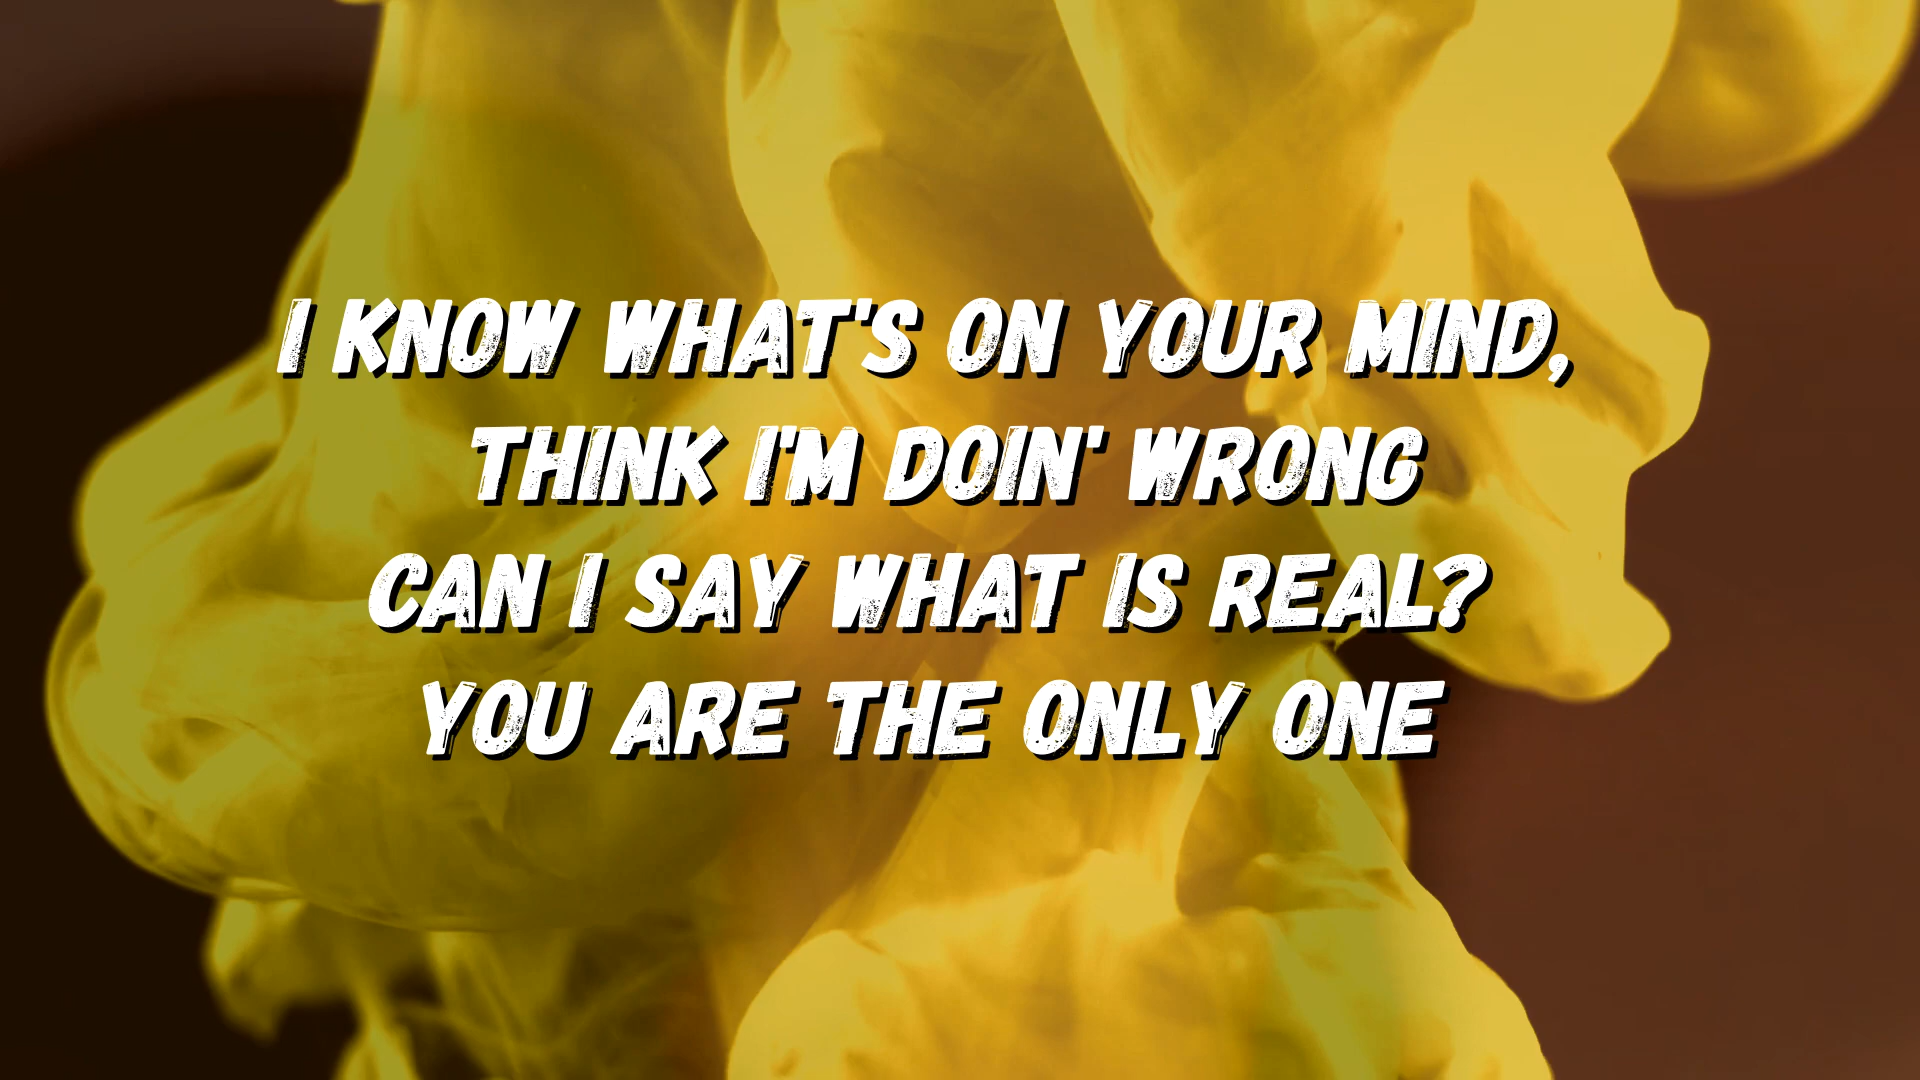 I KNOW WHAT'S ON YOUR MIND,
THINK I'M DOIN' WRONG
CAN I SAY WHAT IS REAL?
YOU ARE THE ONLY ONE